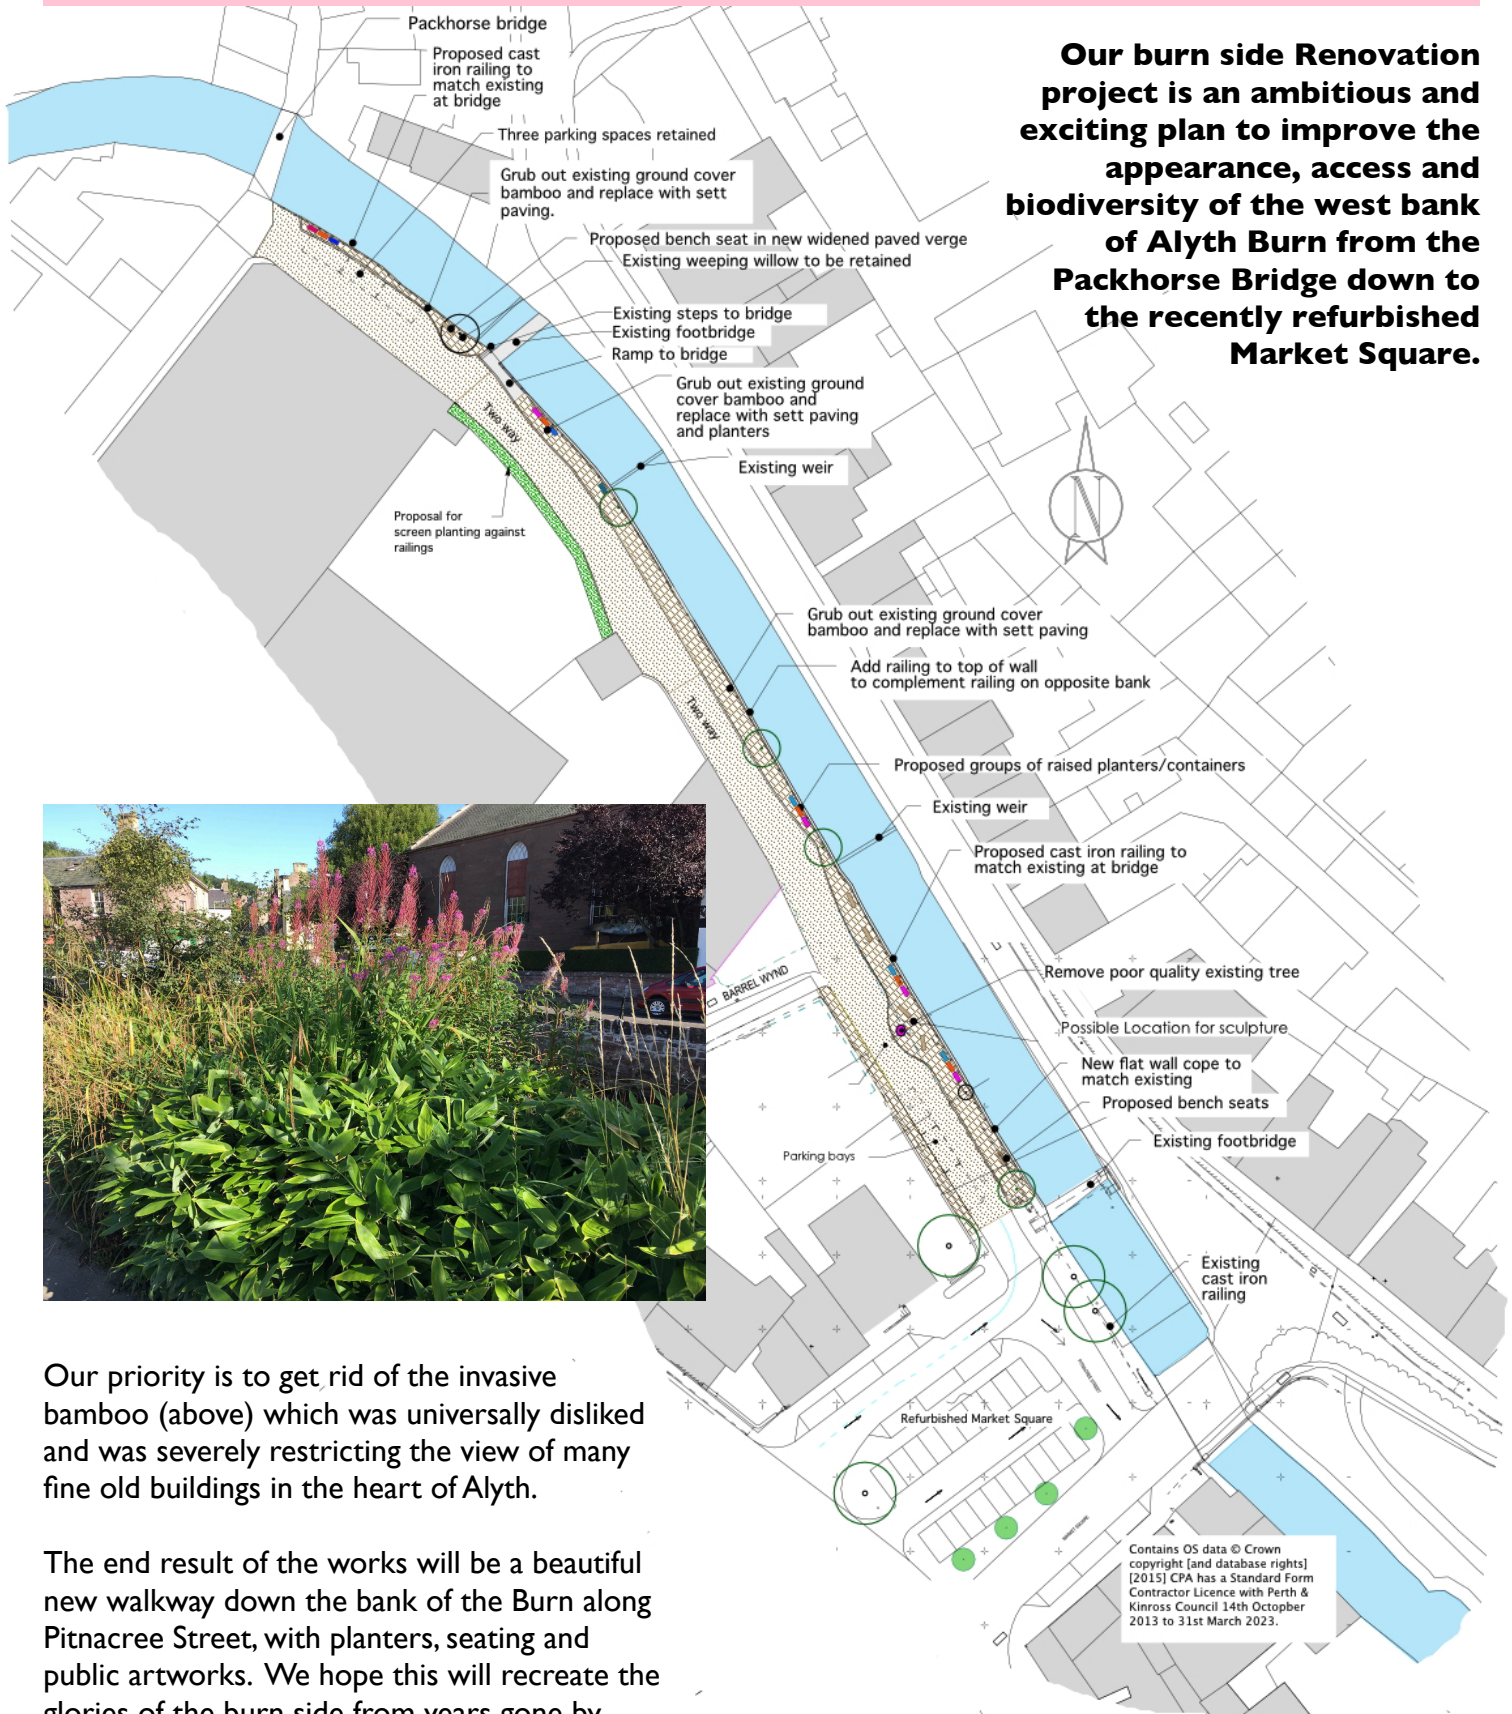 Packhorse bridge
Proposed cast
iron railing to
match existing
at bridge
Three parking spaces retained
Grub out existing ground cover
bamboo and replace with sett
paving.
Proposed bench seat in new widened paved verge
Existing weeping willow to be retained
Existing steps to bridge
Existing footbridge
Ramp to bridge
Grub out existing ground
cover bamboo and
replace with sett paving
and planters
Existing weir
Two way
Proposal for
screen planting against
railings
Our burn side Renovation
project is an ambitious and
exciting plan to improve the
appearance, access and
biodiversity of the west bank
of Alyth Burn from the
Packhorse Bridge down to
the recently refurbished
Market Square.
N
Grub out existing ground cover
bamboo and replace with sett paving
Add railing to top of wall
to complement railing on opposite bank
Two way
Proposed groups of raised planters/containers
Existing weir
Proposed cast iron railing to
match existing at bridge
BARREL WYND
Remove poor quality existing tree
Possible Location for sculpture
New flat wall cope to
match existing
Proposed bench seats
Existing footbridge
Parking bays
Existing
cast iron
railing
Refurbished Market Square
MARKET SQUARE
Contains OS data © Crown
copyright [and database rights]
[2015] CPA has a Standard Form
Contractor Licence with Perth &
Kinross Council 14th Octopber
2013 to 31st March 2023.
Our priority is to get rid of the invasive
bamboo (above) which was universally disliked
and was severely restricting the view of many
fine old buildings in the heart of Alyth.
The end result of the works will be a beautiful
new walkway down the bank of the Burn along
Pitnacree Street, with planters, seating and
public artworks. We hope this will recreate the
glories of the burn side from years gone by